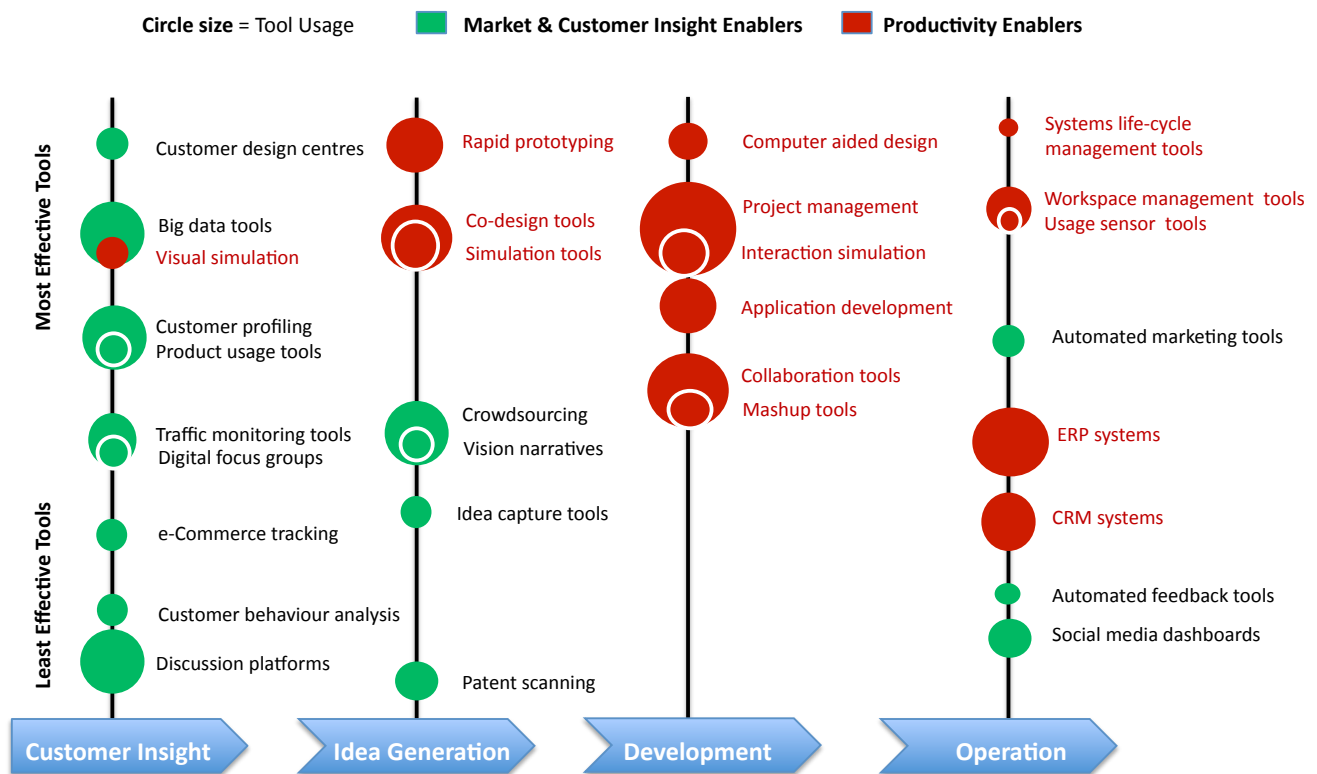 Circle size = Tool Usage
Market & Customer Insight Enablers
Productivity Enablers
Most Effective Tools
Least Effective Tools
Customer design centres
Big data tools
Visual simulation
Customer profiling
Product usage tools
Traffic monitoring tools
Digital focus groups
e-Commerce tracking
Customer behaviour analysis
Discussion platforms
Customer Insight
Rapid prototyping
Co-design tools
Simulation tools
Crowdsourcing
Vision narratives
Idea capture tools
Patent scanning
Idea Generation
Computer aided design
Project management
Interaction simulation
Application development
Collaboration tools
Mashup tools
Development
Systems life-cycle
management tools
Workspace management tools
Usage sensor tools
Automated marketing tools
ERP systems
CRM systems
Automated feedback tools
Social media dashboards
Operation